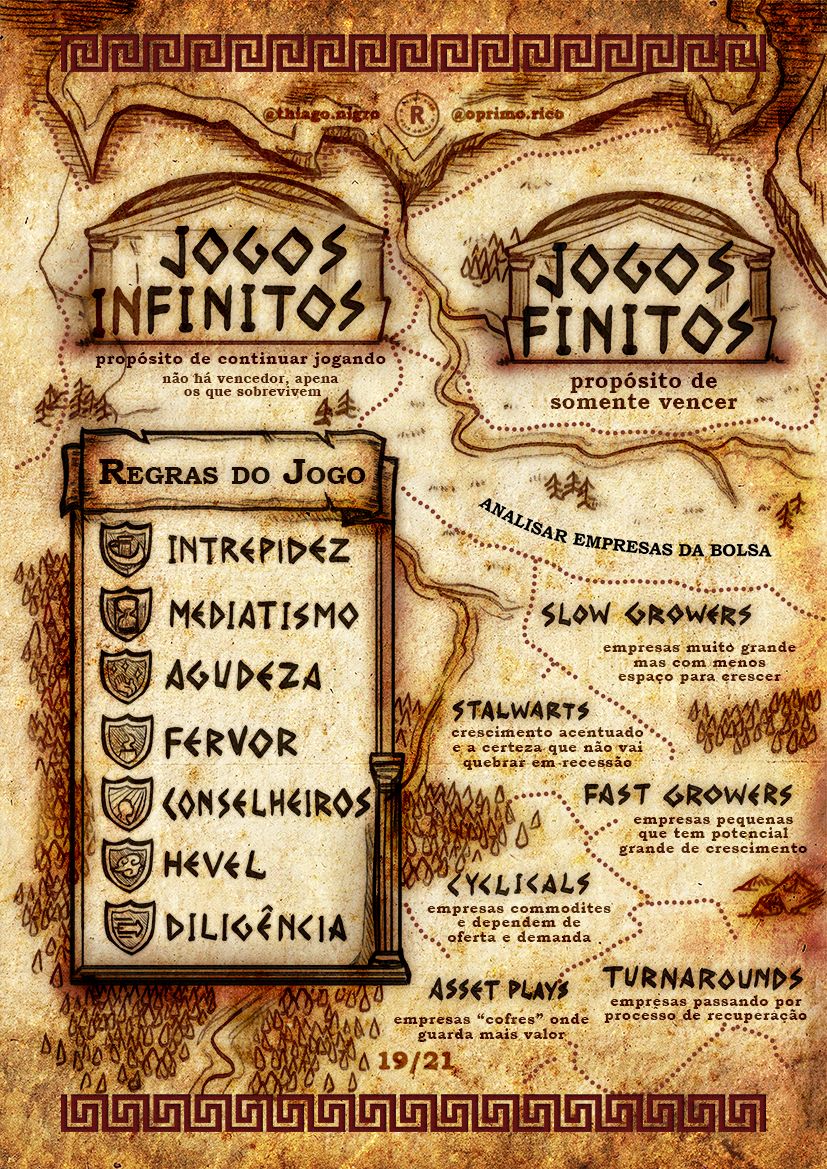 @thiago.nigro R @oprimo.rico
JOGOS
INFINITOS
propósito de continuar jogando
não há vencedor, apena
os que sobrevivem
JOGOS
FINITOS
propósito de
somente vencer
REGRAS DO JOGO
INTREPIDEZ
MEDIATISMO
AGUDEZA
FERVOR
CONSELHEIROS
HEVEL
DILIGÊNCIA
ANALISAR EMPRESAS DA BOLSA
SLOW GROWERS
empresas muito grande
mas com menos
espaço para crescer
STALWARTS
crescimento acentuado
e a certeza que não vai
quebrar em recessão
FAST GROWERS
empresas pequenas
que tem potencial
grande de crescimento
CYCLICALS
empresas commodites
e dependem de
oferta e demanda
ASSET PLAYS
empresas “cofres” onde
guarda mais valor
TURNAROUNDS
empresas passando por
processo de recuperação
19/21